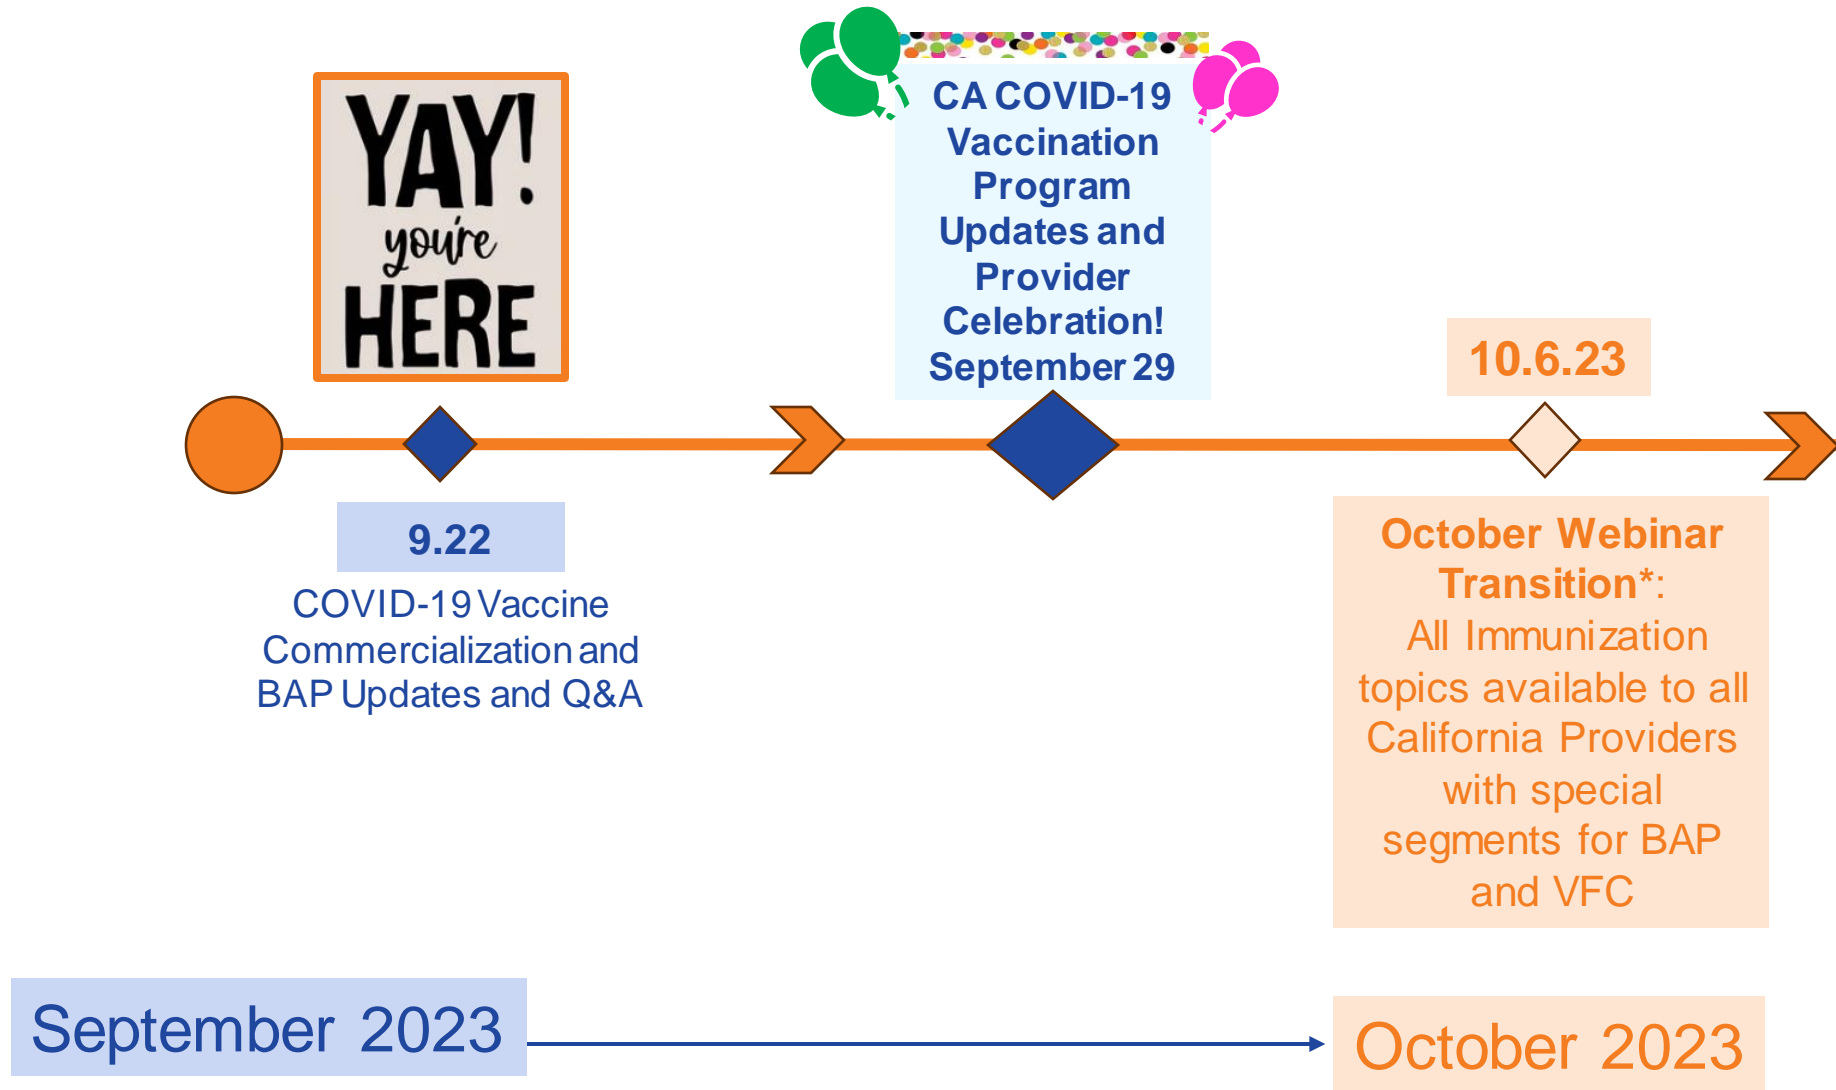 YAY!
you're
HERE
CA COVID-19
Vaccination
Program
Updates and
Provider
Celebration!
September 29
10.6.23
9.22
COVID-19 Vaccine
Commercialization and
BAP Updates and Q&A
October Webinar
Transition*:
All Immunization
topics available to all
California Providers
with special
segments for BAP
and VFC
September 2023
October 2023